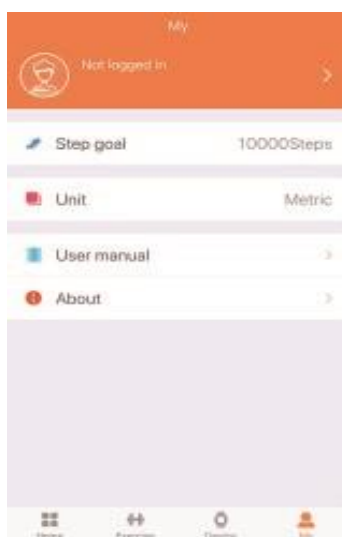 My
Not logged in
Step goal 10000Steps
Unit Metric
User manual
About